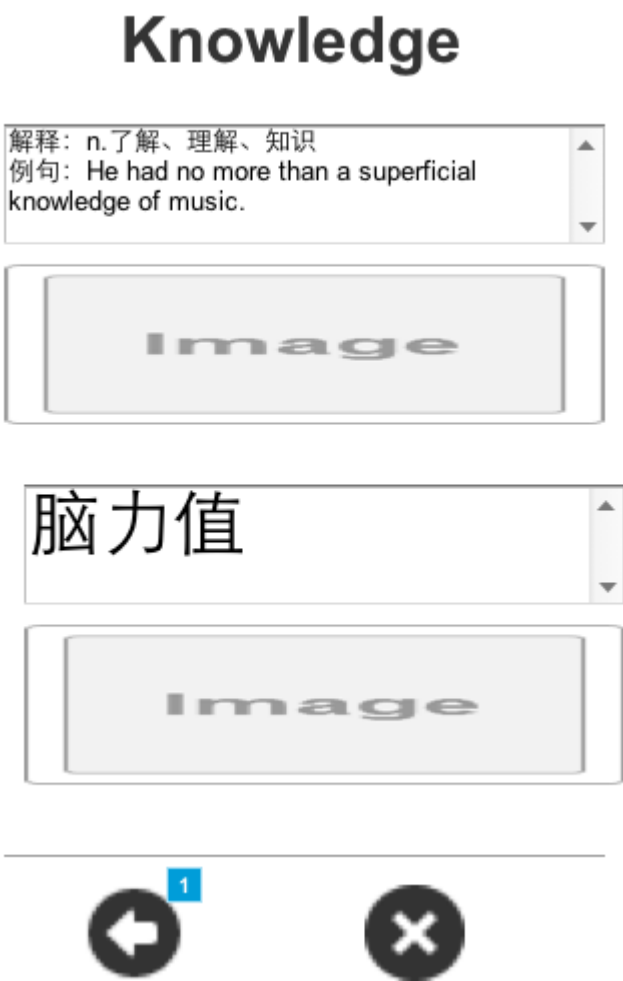 Knowledge
解释：n.了解、理解、知识
例句：He had no more than a superficial
knowledge of music.
Image
脑力值
Image
1